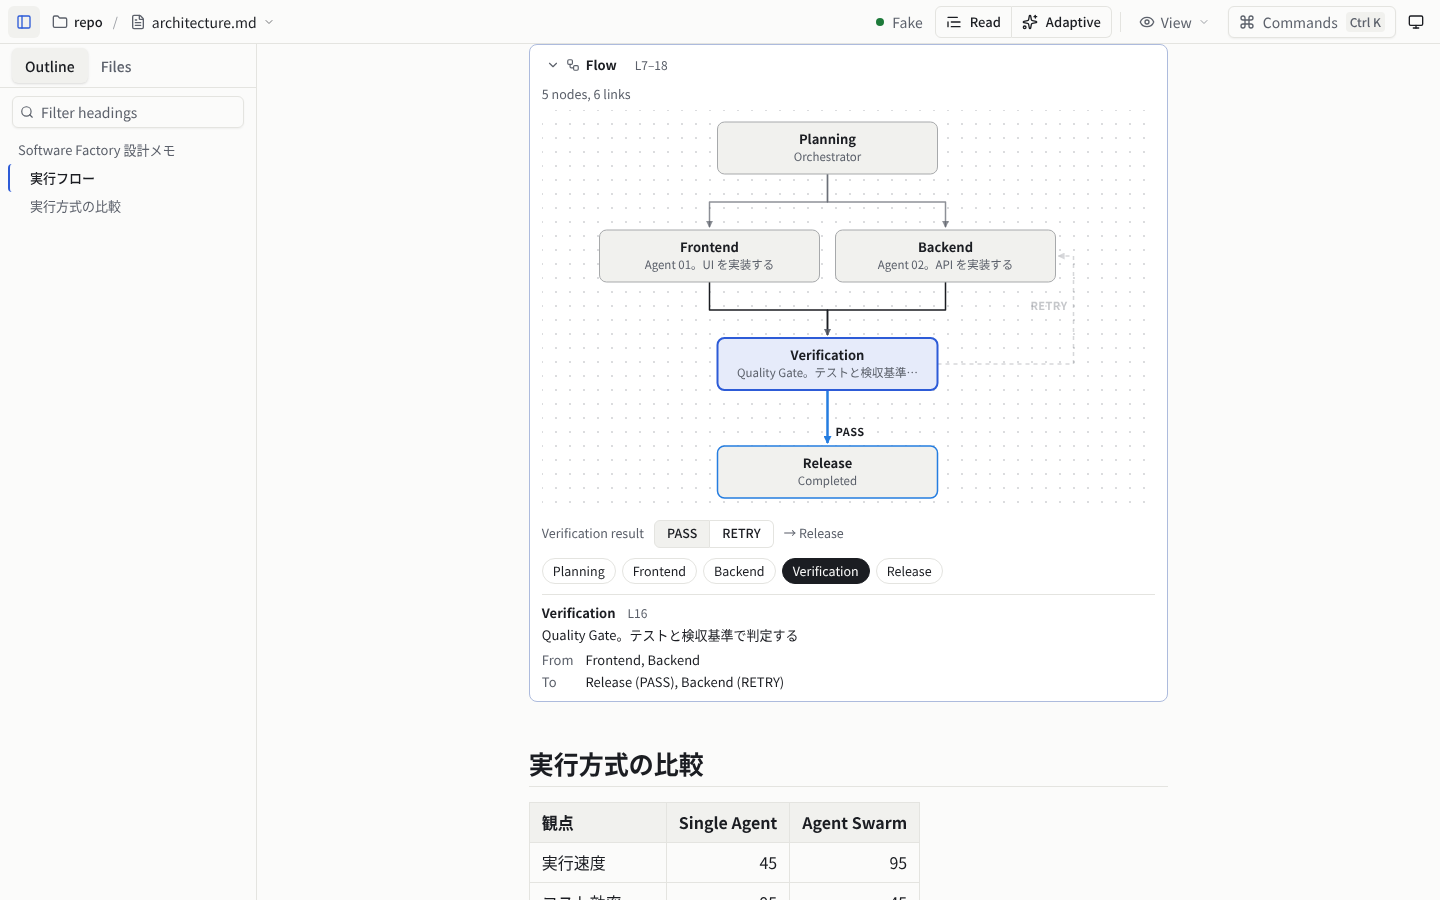 repo / architecture.md
Fake
Read
Adaptive
View
Commands
Ctrl K
Outline
Files
Filter headings
Software Factory 設計メモ
実行フロー
実行方式の比較
Flow L7–18
5 nodes, 6 links
Planning
Orchestrator
Frontend
Agent 01。UI を実装する
Backend
Agent 02。API を実装する
RETRY
Verification
Quality Gate。テストと検収基準…
PASS
Release
Completed
Verification result PASS RETRY → Release
Planning Frontend Backend Verification Release
Verification L16
Quality Gate。テストと検収基準で判定する
From Frontend, Backend
To Release (PASS), Backend (RETRY)
実行方式の比較
観点 Single Agent Agent Swarm
実行速度 45 95